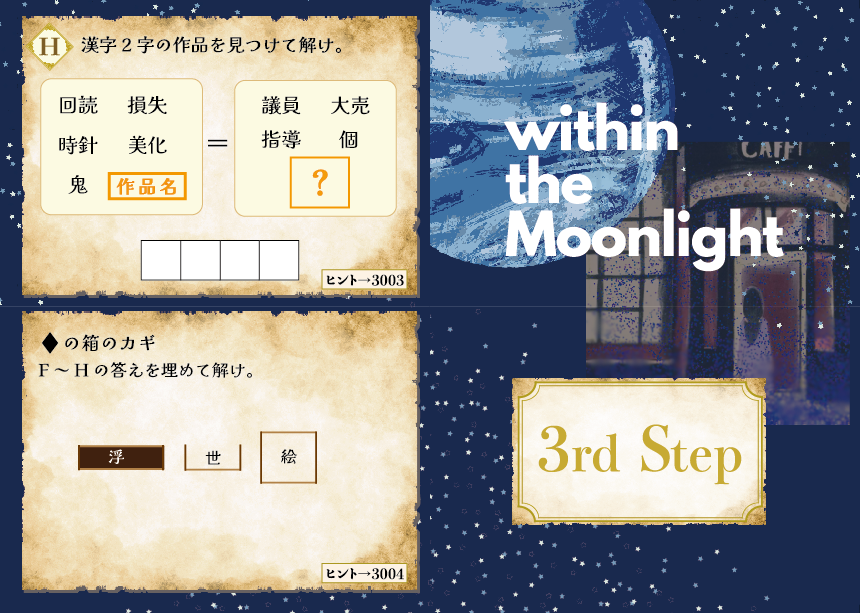 H 漢字2字の作品を見つけて解け。
回読 損失
時計 美化
鬼 作品名
=
議員 大売
指導 個
?
ヒント→3003
♦の箱のカギ
F～Hの答えを埋めて解け。
浮 世 絵
ヒント→3004
within
the
Moonlight
CAFF
3rd Step